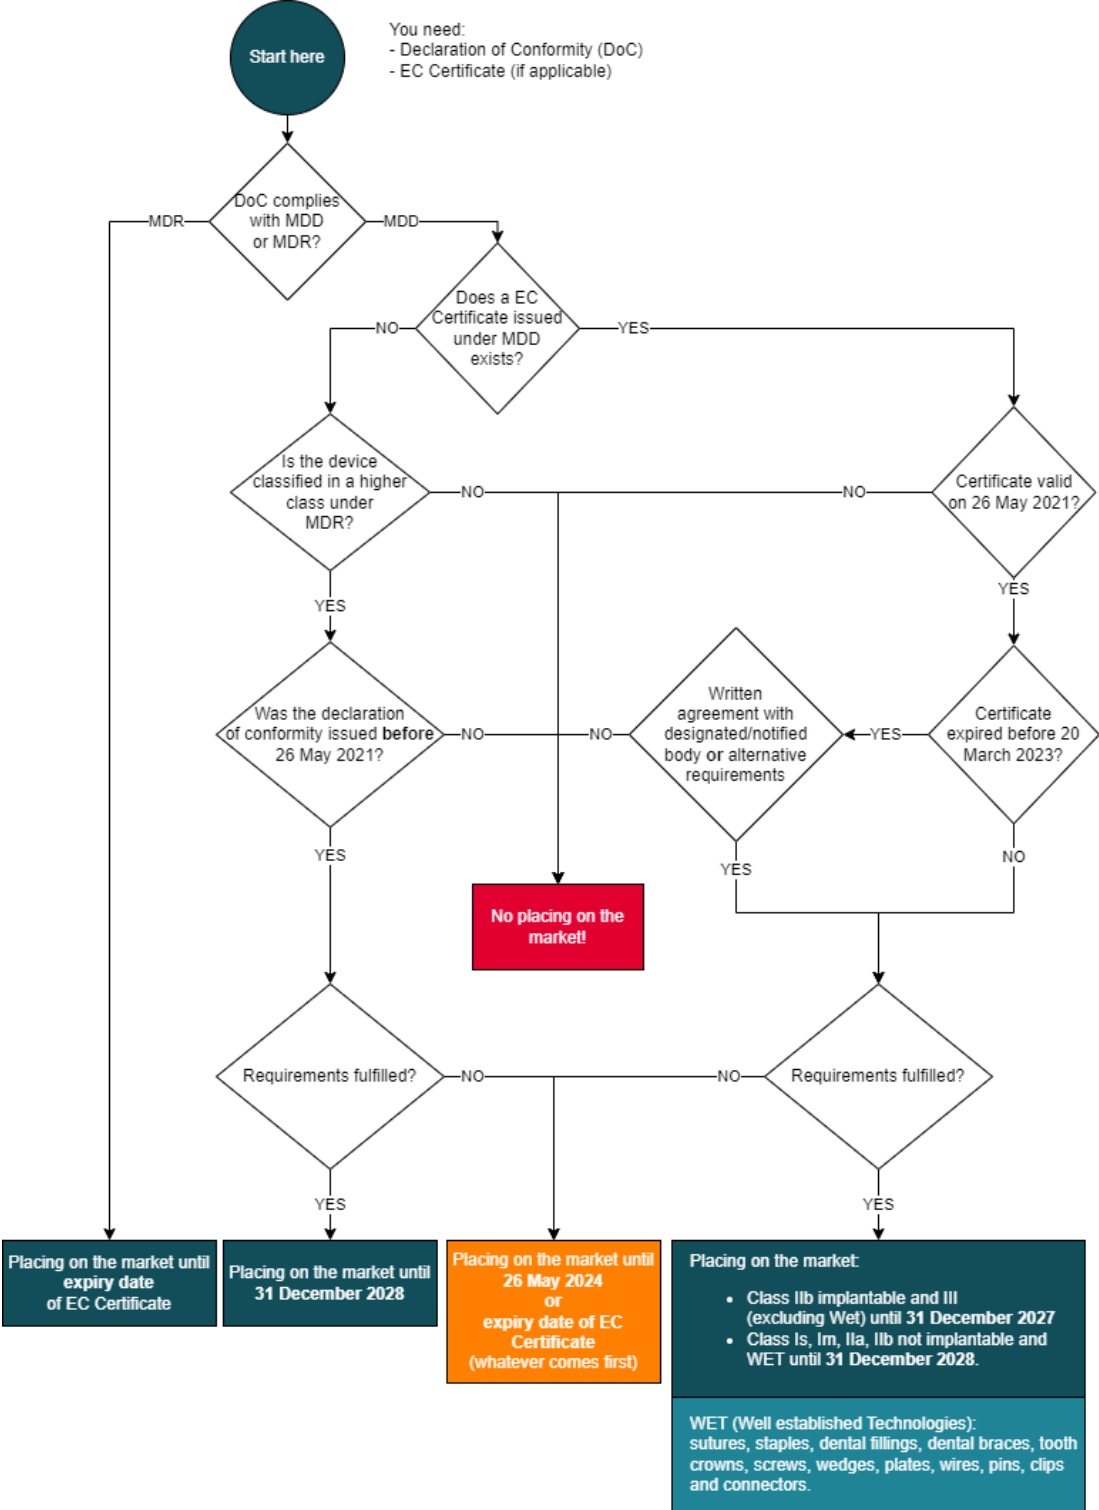 Start here
You need:
- Declaration of Conformity (DoC)
- EC Certificate (if applicable)
DoC complies
with MDD
or MDR?
MDR
MDD
Does a EC
Certificate issued
under MDD
exists?
NO
YES
Is the device
classified in a higher
class under
MDR?
NO
NO
Certificate valid
on 26 May 2021?
YES
YES
Was the declaration
of conformity issued before
26 May 2021?
NO
NO
Written
agreement with
designated/notified
body or alternative
requirements
YES
Certificate
expired before 20
March 2023?
YES
YES
NO
No placing on the
market!
Requirements fulfilled?
NO
NO
Requirements fulfilled?
YES
YES
Placing on the market until
expiry date
of EC Certificate
Placing on the market until
31 December 2028
Placing on the market until
26 May 2024
or
expiry date of EC
Certificate
(whatever comes first)
Placing on the market:
• Class IIb implantable and III
(excluding Wet) until 31 December 2027
• Class Is, Im, IIa, IIb not implantable and
WET until 31 December 2028.
WET (Well established Technologies):
sutures, staples, dental fillings, dental braces, tooth
crowns, screws, wedges, plates, wires, pins, clips
and connectors.